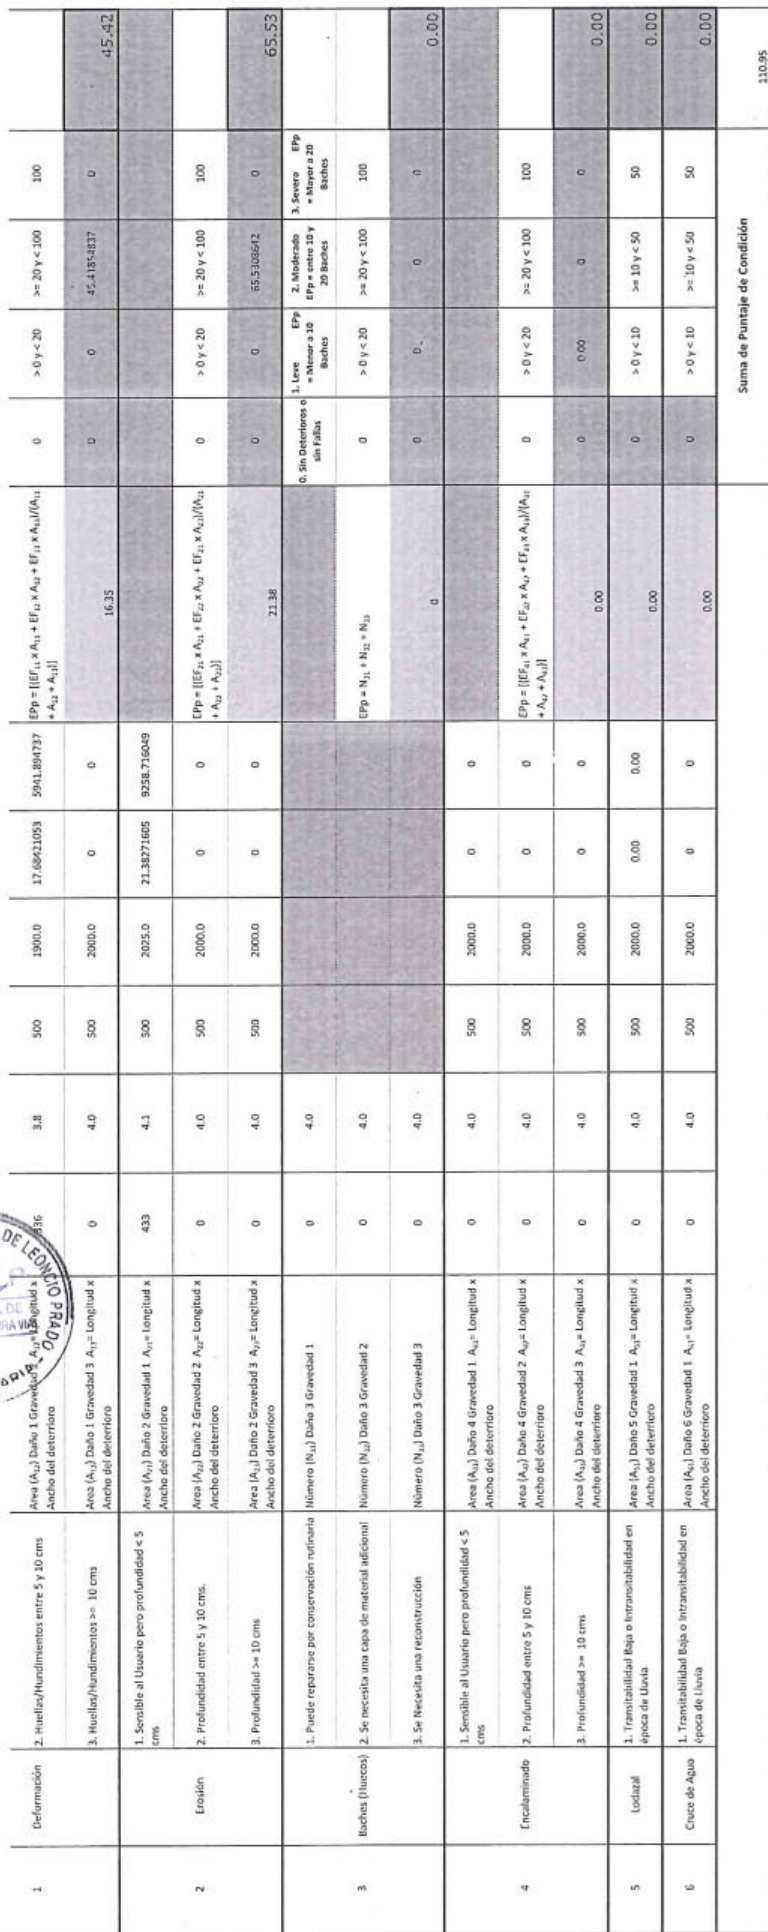 1
Deformación
2. Huellas/Hundimientos entre 5 y 10 cms
Area (A₁₂) Daño 1 Gravedad
Ancho del deterioro
336
3.8
500
1900.0
17.68421053
5941.894737
EPp = [(EF₁₁ x A₁₁ + EF₁₂ x A₁₂ + EF₁₃ x A₁₃)/(A₁₁
+ A₁₂ + A₁₃)]
0
> 0 y < 20
>= 20 y < 100
100
3. Huellas/Hundimientos >= 10 cms
Area (A₁₃) Daño 1 Gravedad 3 A₁₃= Longitud x
Ancho del deterioro
0
4.0
500
2000.0
0
0
16.35
0
0
45.41854837
0
45.42
2
Erosión
1. Sensible al Usuario pero profundidad < 5
cms
Area (A₂₁) Daño 2 Gravedad 1 A₂₁= Longitud x
Ancho del deterioro
433
4.1
500
2025.0
21.38271605
9258.716049
2. Profundidad entre 5 y 10 cms.
Area (A₂₂) Daño 2 Gravedad 2 A₂₂= Longitud x
Ancho del deterioro
0
4.0
500
2000.0
0
0
EPp = [(EF₂₁ x A₂₁ + EF₂₂ x A₂₂ + EF₂₃ x A₂₃)/(A₂₁
+ A₂₂ + A₂₃)]
0
> 0 y < 20
>= 20 y < 100
100
3. Profundidad >= 10 cms
Area (A₂₃) Daño 2 Gravedad 3 A₂₃= Longitud x
Ancho del deterioro
0
4.0
500
2000.0
0
0
21.38
0
0
65.5308642
0
65.53
3
Baches (Huecos)
1. Puede repararse por conservación rutinaria
Número (N₃₁) Daño 3 Gravedad 1
0
4.0
0. Sin Deterioros o
sin Fallas
1. Leve EPp
= Menor a 10
Baches
2. Moderado
EPp = entre 10 y
20 Baches
3. Severo EPp
= Mayor a 20
Baches
2. Se necesita una capa de material adicional
Número (N₃₂) Daño 3 Gravedad 2
0
4.0
EPp = N₃₁ + N₃₂ + N₃₃
0
> 0 y < 20
>= 20 y < 100
100
3. Se Necesita una reconstrucción
Número (N₃₃) Daño 3 Gravedad 3
0
4.0
0
0
0
0
0
0.00
4
Encalaminado
1. Sensible al Usuario pero profundidad < 5
cms
Area (A₄₁) Daño 4 Gravedad 1 A₄₁= Longitud x
Ancho del deterioro
0
4.0
500
2000.0
0
0
2. Profundidad entre 5 y 10 cms
Area (A₄₂) Daño 4 Gravedad 2 A₄₂= Longitud x
Ancho del deterioro
0
4.0
500
2000.0
0
0
EPp = [(EF₄₁ x A₄₁ + EF₄₂ x A₄₂ + EF₄₃ x A₄₃)/(A₄₁
+ A₄₂ + A₄₃)]
0
> 0 y < 20
>= 20 y < 100
100
3. Profundidad >= 10 cms
Area (A₄₃) Daño 4 Gravedad 3 A₄₃= Longitud x
Ancho del deterioro
0
4.0
500
2000.0
0
0
0.00
0
0.00
0
0
0.00
5
Lodazal
1. Transitabilidad Baja o Intransitabilidad en
época de Lluvia
Area (A₅₁) Daño 5 Gravedad 1 A₅₁= Longitud x
Ancho del deterioro
0
4.0
500
2000.0
0.00
0.00
0.00
0
> 0 y < 10
>= 10 y < 50
50
0.00
6
Cruce de Agua
1. Transitabilidad Baja o Intransitabilidad en
época de Lluvia
Area (A₆₁) Daño 6 Gravedad 1 A₆₁= Longitud x
Ancho del deterioro
0
4.0
500
2000.0
0
0
0.00
0
> 0 y < 10
>= 10 y < 50
50
0.00
Suma de Puntaje de Condición
110.95
DE LEONCIO PRADO